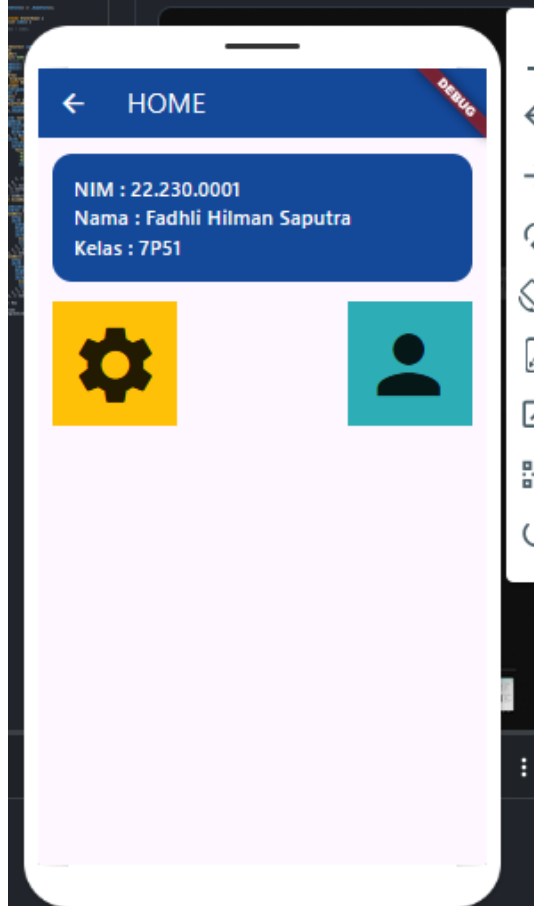 HOME
DEBUG
NIM : 22.230.0001
Nama : Fadhli Hilman Saputra
Kelas : 7P51